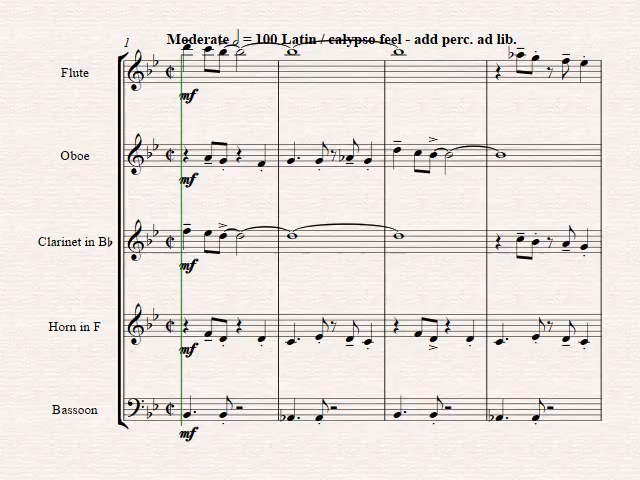 1
Moderate 𝅗𝅥 = 100 Latin / calypso feel - add perc. ad lib.
Flute
mf
Oboe
mf
Clarinet in B♭
mf
Horn in F
mf
Bassoon
mf